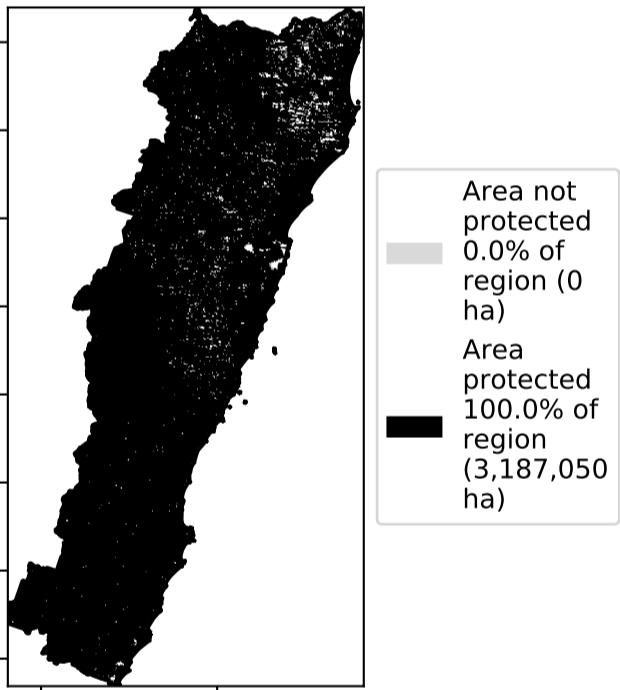 Area not
protected
0.0% of
region (0
ha)
Area
protected
100.0% of
region
(3,187,050
ha)